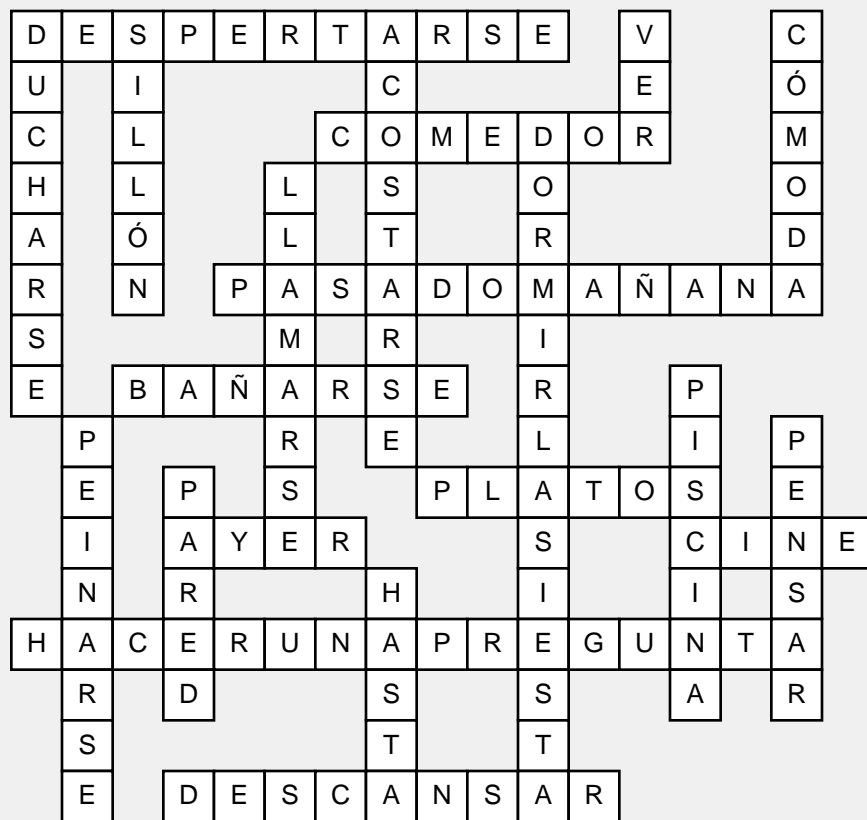 D E S P E R T A R S E V C
U I C E Ó
C L C O M E D O R M
H L L S O O
A Ó L T R D
R N P A S A D O M A Ñ A N A
S M R I
E B A Ñ A R S E R P
P R E L I P
E P S P L A T O S E
I A Y E R S C I N E
N R H I I S
H A C E R U N A P R E G U N T A
R D S S A R
S T T
E D E S C A N S A R